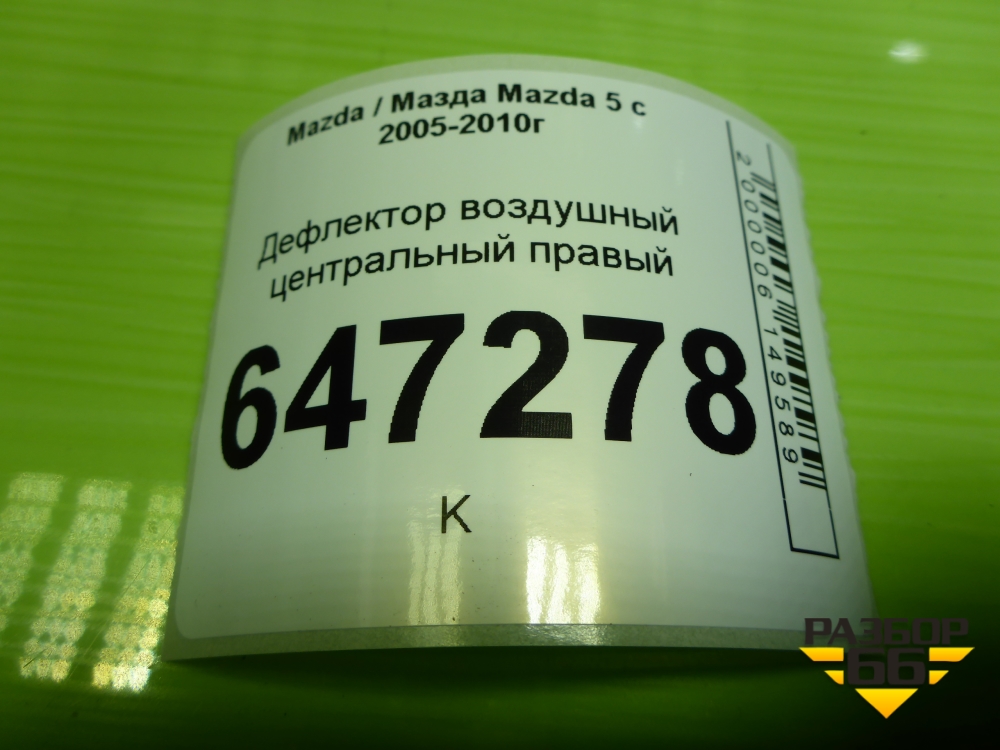 Mazda / Мазда Mazda 5 с
2005-2010г
Дефлектор воздушный
центральный правый
647278
К
2000006149589
РАЗБОР
66